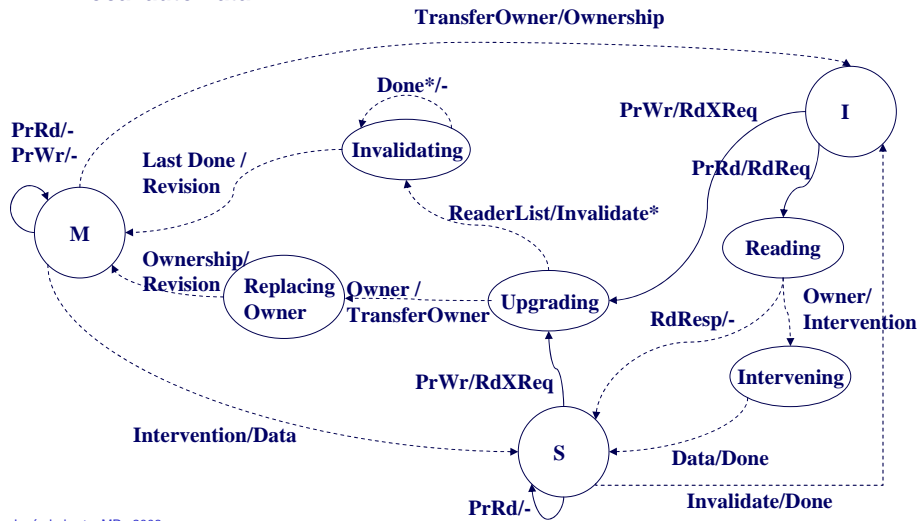 TransferOwner/Ownership
Done*/-
PrWr/RdXReq
I
PrRd/-
PrWr/-
Last Done /
Revision
Invalidating
PrRd/RdReq
ReaderList/Invalidate*
M
Reading
Ownership/
Revision
Replacing
Owner
Owner /
TransferOwner
Upgrading
Owner/
Intervention
RdResp/-
PrWr/RdXReq
Intervening
Intervention/Data
S
Data/Done
PrRd/-
Invalidate/Done